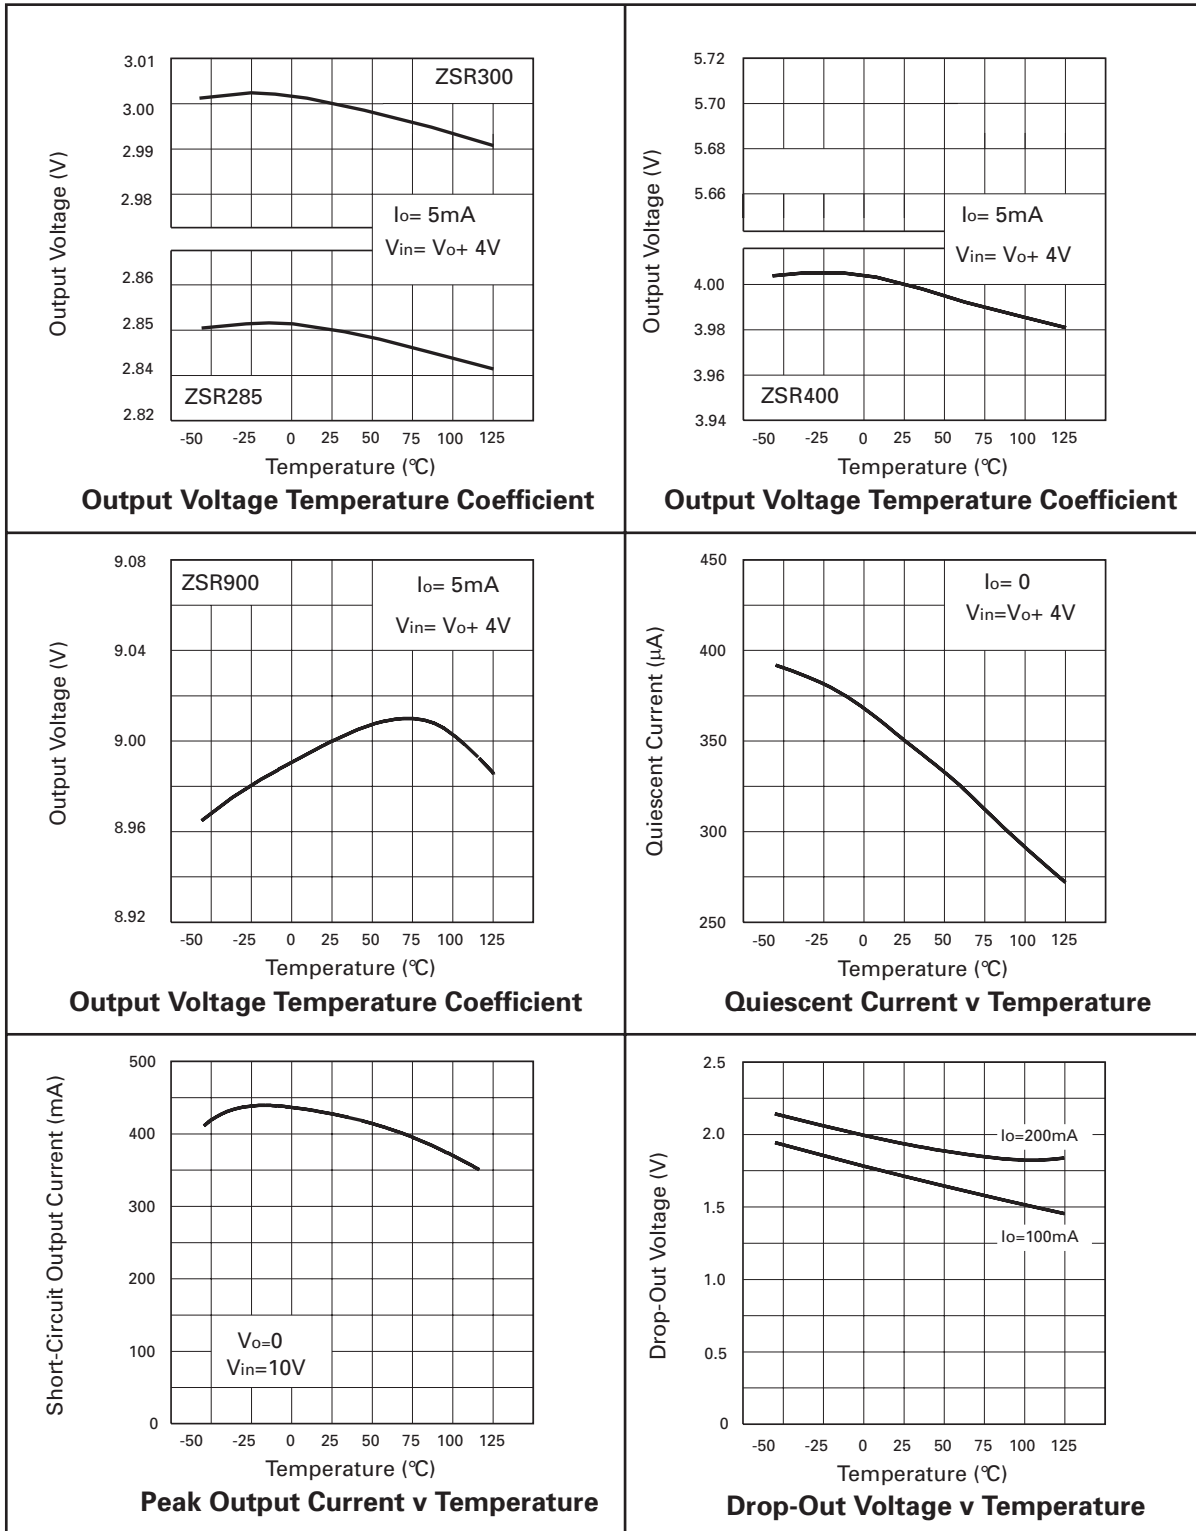 3.01
3.00
2.99
2.98
2.86
2.85
2.84
2.82
Output Voltage (V)
Output Voltage (V)
ZSR300
Io= 5mA
Vin= Vo+ 4V
ZSR285
-50 -25 0 25 50 75 100 125
Temperature (°C)
Output Voltage Temperature Coefficient
5.72
5.70
5.68
5.66
4.00
3.98
3.96
3.94
Output Voltage (V)
Output Voltage (V)
Io= 5mA
Vin= Vo+ 4V
ZSR400
-50 -25 0 25 50 75 100 125
Temperature (°C)
Output Voltage Temperature Coefficient
9.08
9.04
9.00
8.96
8.92
Output Voltage (V)
ZSR900
Io= 5mA
Vin= Vo+ 4V
-50 -25 0 25 50 75 100 125
Temperature (°C)
Output Voltage Temperature Coefficient
450
400
350
300
250
Quiescent Current (µA)
Io= 0
Vin=Vo+ 4V
-50 -25 0 25 50 75 100 125
Temperature (°C)
Quiescent Current v Temperature
500
400
300
200
100
0
Short-Circuit Output Current (mA)
Vo=0
Vin=10V
-50 -25 0 25 50 75 100 125
Temperature (°C)
Peak Output Current v Temperature
2.5
2.0
1.5
1.0
0.5
0
Drop-Out Voltage (V)
Io=200mA
Io=100mA
-50 -25 0 25 50 75 100 125
Temperature (°C)
Drop-Out Voltage v Temperature